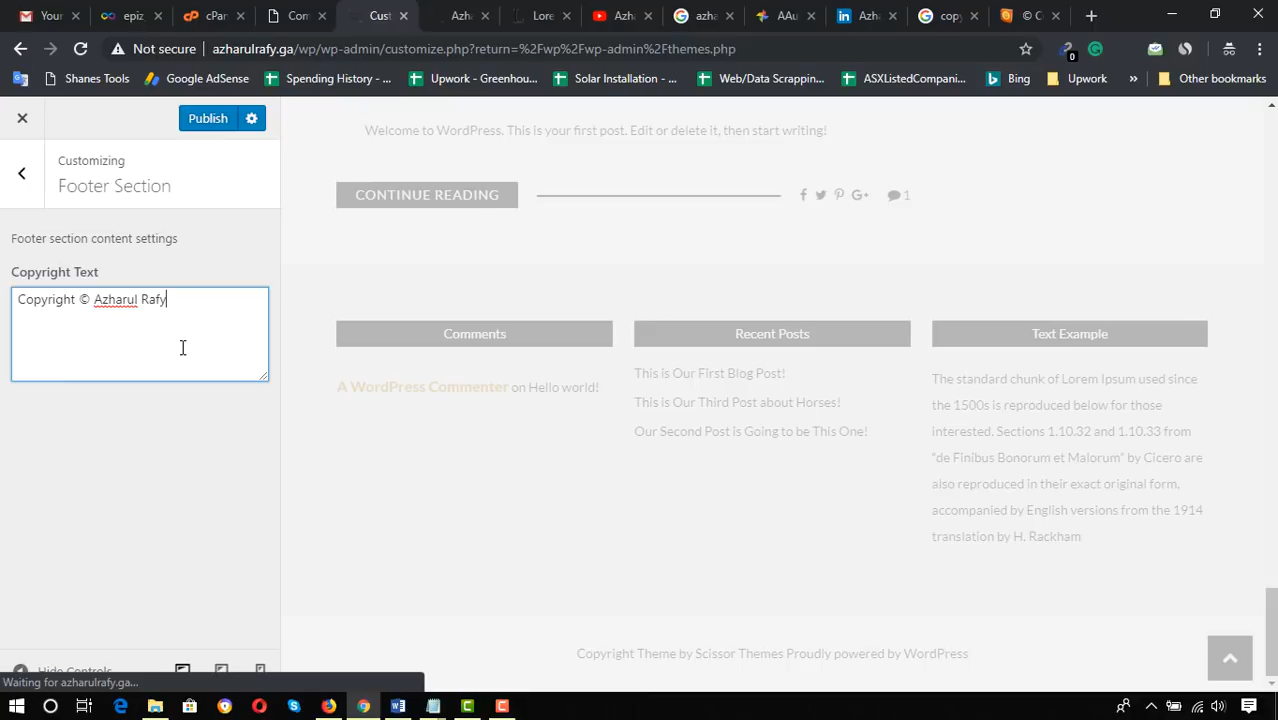 Your
epiz
cPan
Com
Cust
Azha
Lore
Azha
azha
AAu
Azha
copy
© Co
Not secure
azharulrafy.ga/wp/wp-admin/customize.php?return=%2Fwp%2Fwp-admin%2Fthemes.php
0
Shanes Tools
Google AdSense
Spending History - ...
Upwork - Greenhou...
Solar Installation - ...
Web/Data Scrappin...
ASXListedCompani...
Bing
Upwork
»
Other bookmarks
Publish
Customizing
Footer Section
Footer section content settings
Copyright Text
Copyright © Azharul Rafy
Hide Controls
Waiting for azharulrafy.ga...
Welcome to WordPress. This is your first post. Edit or delete it, then start writing!
CONTINUE READING
1
Comments
A WordPress Commenter on Hello world!
Recent Posts
This is Our First Blog Post!
This is Our Third Post about Horses!
Our Second Post is Going to be This One!
Text Example
The standard chunk of Lorem Ipsum used since
the 1500s is reproduced below for those
interested. Sections 1.10.32 and 1.10.33 from
“de Finibus Bonorum et Malorum” by Cicero are
also reproduced in their exact original form,
accompanied by English versions from the 1914
translation by H. Rackham
Copyright Theme by Scissor Themes Proudly powered by WordPress